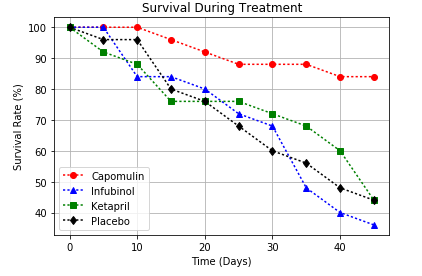 Survival During Treatment
Survival Rate (%)
100
90
80
70
60
50
40
Capomulin
Infubinol
Ketapril
Placebo
0
10
20
30
40
Time (Days)